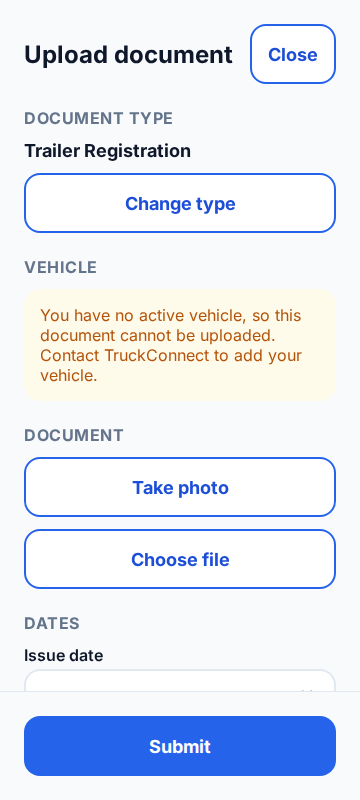 Upload document
Close
DOCUMENT TYPE
Trailer Registration
Change type
VEHICLE
You have no active vehicle, so this
document cannot be uploaded.
Contact TruckConnect to add your
vehicle.
DOCUMENT
Take photo
Choose file
DATES
Issue date
Submit